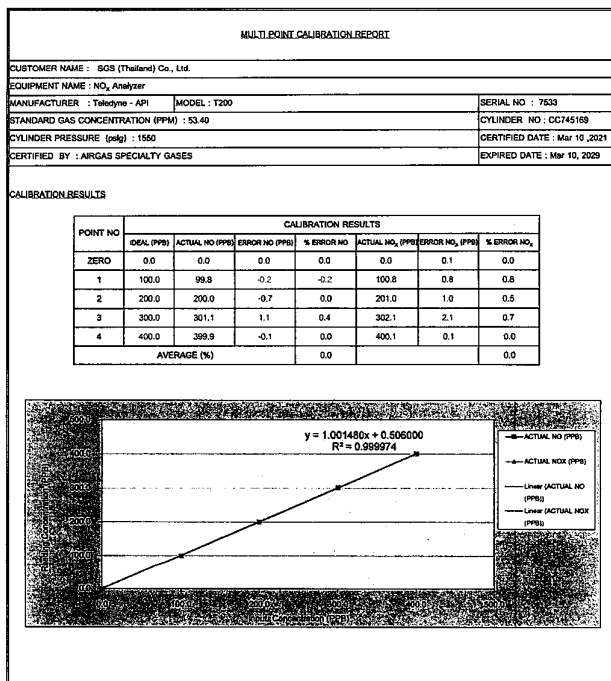 MULTI POINT CALIBRATION REPORT
CUSTOMER NAME : SGS (Thailand) Co., Ltd.
EQUIPMENT NAME : NOX Analyzer
MANUFACTURER : Teledyne - API MODEL : T200 SERIAL NO : 7533
STANDARD GAS CONCENTRATION (PPM) : 53.40 CYLINDER NO : CC745169
CYLINDER PRESSURE (psig) : 1550 CERTIFIED DATE : Mar 10 ,2021
CERTIFIED BY : AIRGAS SPECIALTY GASES EXPIRED DATE : Mar 10, 2029
CALIBRATION RESULTS
POINT NO CALIBRATION RESULTS
IDEAL (PPB) ACTUAL NO (PPB) ERROR NO (PPB) % ERROR NO ACTUAL NOX (PPB) ERROR NOX (PPB) % ERROR NOX
ZERO 0.0 0.0 0.0 0.0 0.0 0.1 0.0
1 100.0 99.8 -0.2 -0.2 100.8 0.8 0.8
2 200.0 200.0 -0.7 0.0 201.0 1.0 0.5
3 300.0 301.1 1.1 0.4 302.1 2.1 0.7
4 400.0 399.9 -0.1 0.0 400.1 0.1 0.0
AVERAGE (%) 0.0 0.0
y = 1.001480x + 0.506000
R² = 0.999974
ACTUAL NO (PPB)
ACTUAL NOX (PPB)
Linear (ACTUAL NO (PPB))
Linear (ACTUAL NOX (PPB))
0.0 100.0 200.0 400.0 500.0
Concentration (PPB)